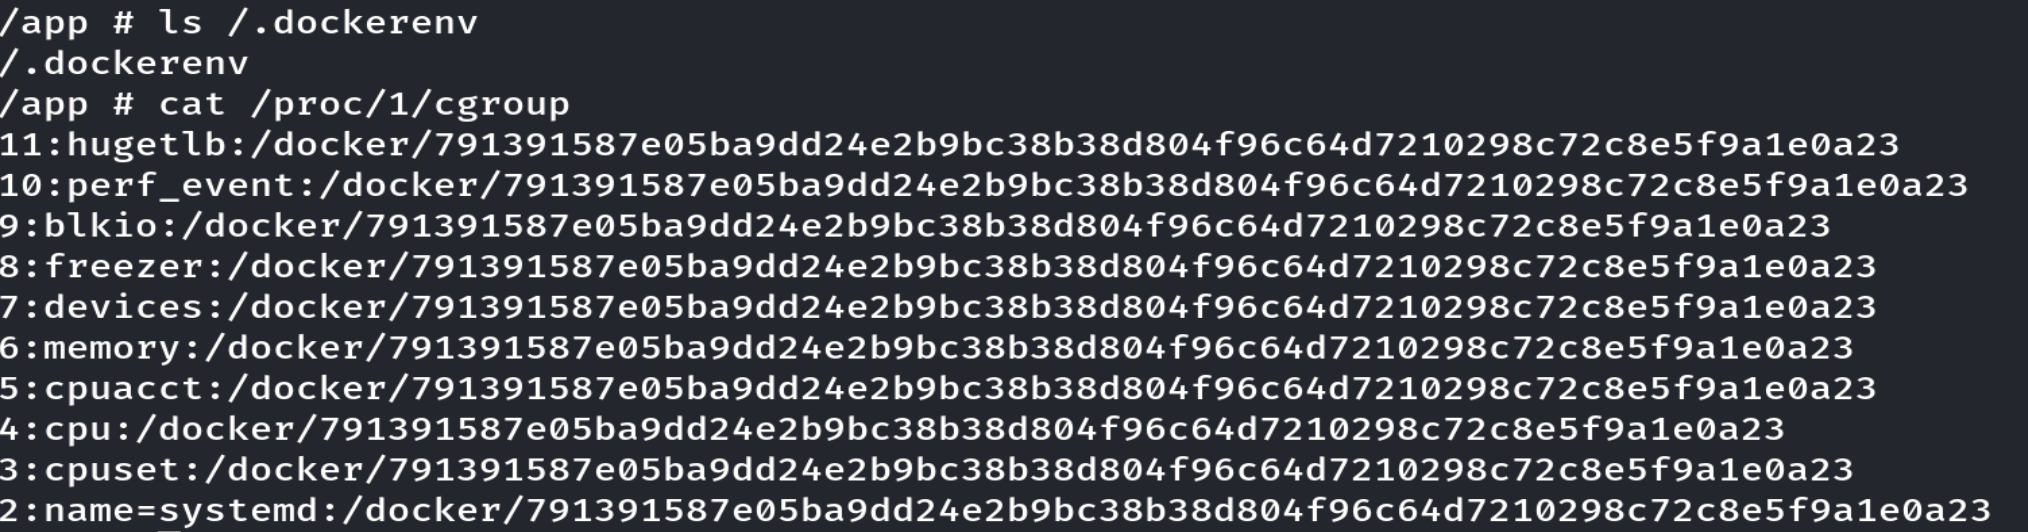 /app # ls /.dockerenv
/.dockerenv
/app # cat /proc/1/cgroup
11:hugetlb:/docker/791391587e05ba9dd24e2b9bc38b38d804f96c64d7210298c72c8e5f9a1e0a23
10:perf_event:/docker/791391587e05ba9dd24e2b9bc38b38d804f96c64d7210298c72c8e5f9a1e0a23
9:blkio:/docker/791391587e05ba9dd24e2b9bc38b38d804f96c64d7210298c72c8e5f9a1e0a23
8:freezer:/docker/791391587e05ba9dd24e2b9bc38b38d804f96c64d7210298c72c8e5f9a1e0a23
7:devices:/docker/791391587e05ba9dd24e2b9bc38b38d804f96c64d7210298c72c8e5f9a1e0a23
6:memory:/docker/791391587e05ba9dd24e2b9bc38b38d804f96c64d7210298c72c8e5f9a1e0a23
5:cpuacct:/docker/791391587e05ba9dd24e2b9bc38b38d804f96c64d7210298c72c8e5f9a1e0a23
4:cpu:/docker/791391587e05ba9dd24e2b9bc38b38d804f96c64d7210298c72c8e5f9a1e0a23
3:cpuset:/docker/791391587e05ba9dd24e2b9bc38b38d804f96c64d7210298c72c8e5f9a1e0a23
2:name=systemd:/docker/791391587e05ba9dd24e2b9bc38b38d804f96c64d7210298c72c8e5f9a1e0a23